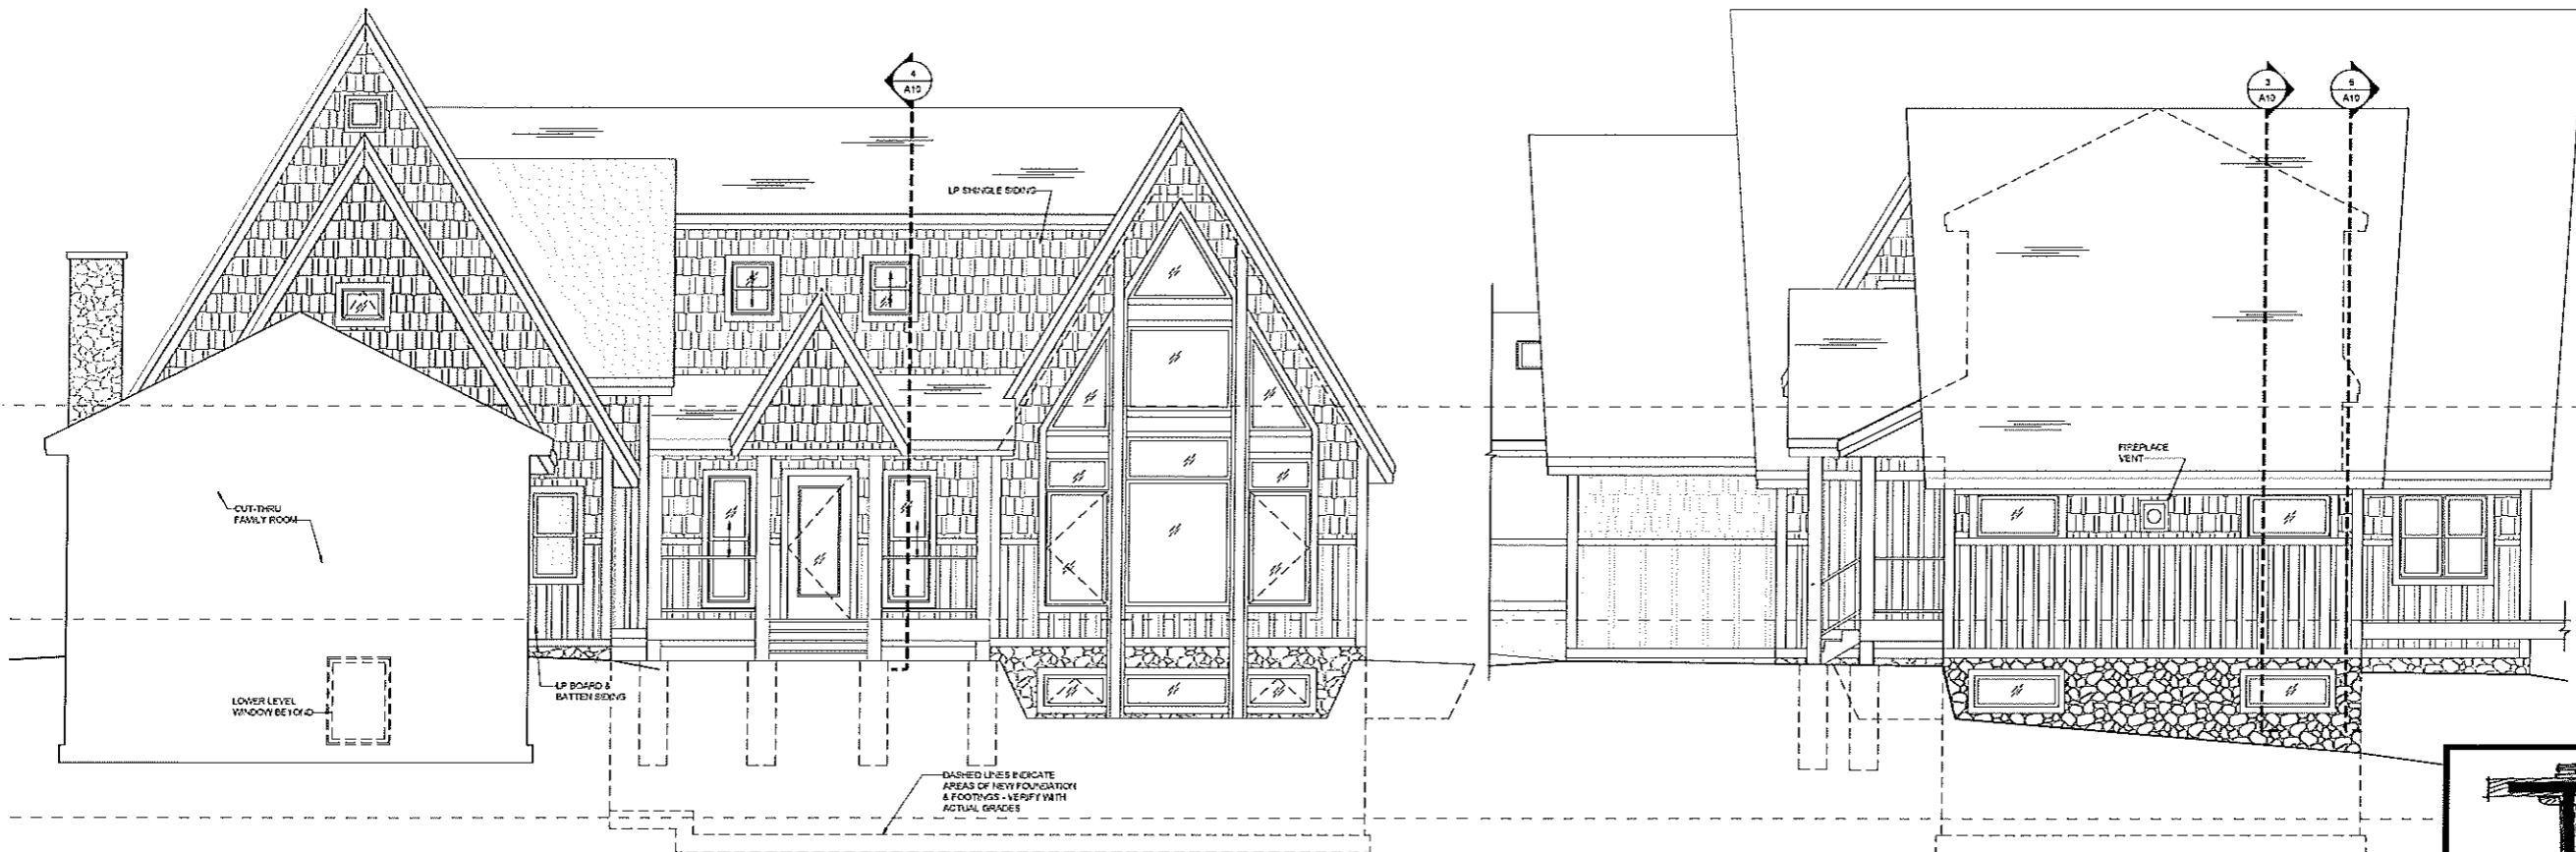 4
A10
LP SHINGLE SIDING
CUT-THRU
FAMILY ROOM
LOWER LEVEL
WINDOW BEYOND
LP BOARD &
BATTEN SIDING
DASHED LINES INDICATE
AREAS OF NEW FOUNDATION
& FOOTINGS - VERIFY WITH
ACTUAL GRADES
3
A10
A10
FIREPLACE
VENT